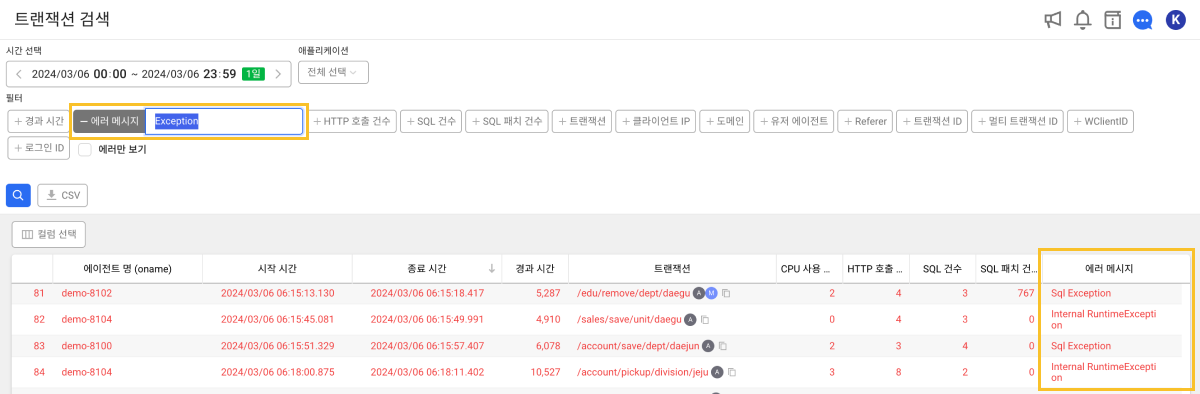 트랜잭션 검색
K
시간 선택
애플리케이션
2024/03/06 00:00 ~ 2024/03/06 23:59 1일
전체 선택
필터
+ 경과 시간
− 에러 메시지 Exception
+ HTTP 호출 건수
+ SQL 건수
+ SQL 패치 건수
+ 트랜잭션
+ 클라이언트 IP
+ 도메인
+ 유저 에이전트
+ Referer
+ 트랜잭션 ID
+ 멀티 트랜잭션 ID
+ WClientID
+ 로그인 ID
에러만 보기
CSV
컬럼 선택
에이전트 명 (oname) 시작 시간 종료 시간 경과 시간 트랜잭션 CPU 사용 ... HTTP 호출 ... SQL 건수 SQL 패치 건... 에러 메시지
81 demo-8102 2024/03/06 06:15:13.130 2024/03/06 06:15:18.417 5,287 /edu/remove/dept/daegu A M 2 4 3 767 Sql Exception
82 demo-8104 2024/03/06 06:15:45.081 2024/03/06 06:15:49.991 4,910 /sales/save/unit/daegu A 0 4 3 0 Internal RuntimeExcepti
on
83 demo-8100 2024/03/06 06:15:51.329 2024/03/06 06:15:57.407 6,078 /account/save/dept/daejun A 2 3 4 0 Sql Exception
84 demo-8104 2024/03/06 06:18:00.875 2024/03/06 06:18:11.402 10,527 /account/pickup/division/jeju A 3 8 2 0 Internal RuntimeExcepti
on